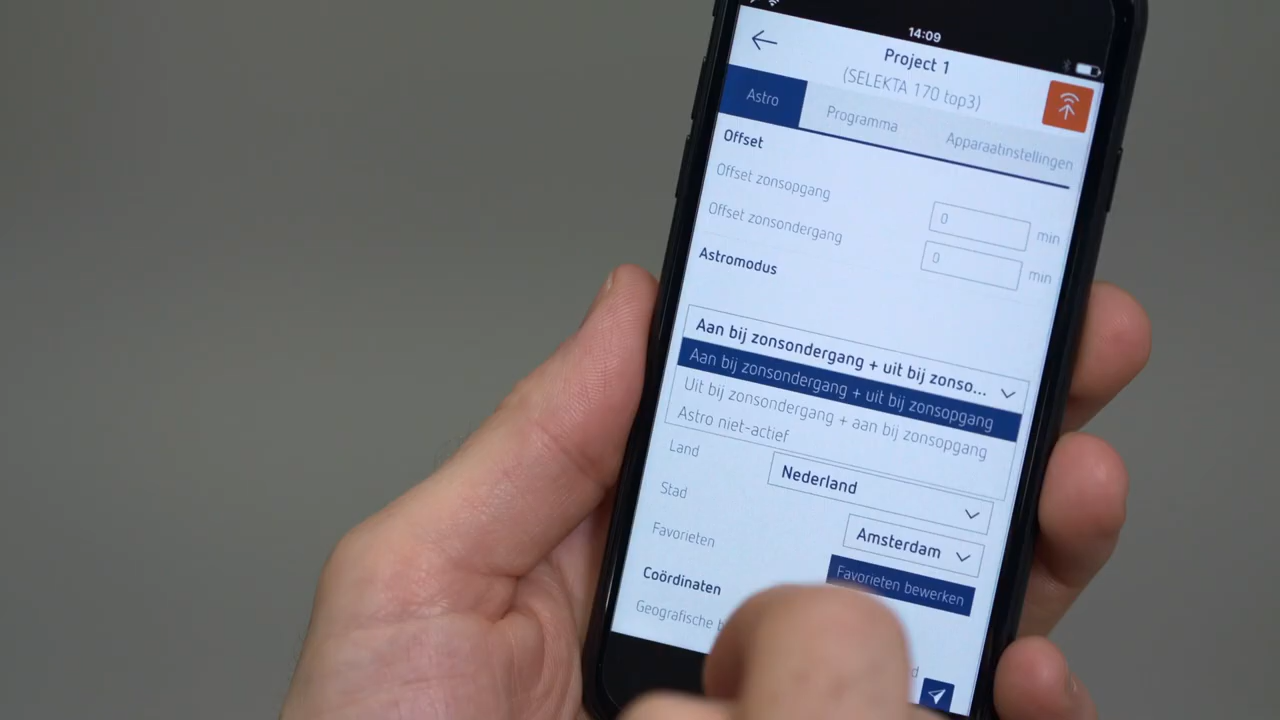 14:09
Project 1
(SELEKTA 170 top3)
Astro
Programma
Apparaatinstellingen
Offset
Offset zonsopgang
0
min
Offset zonsondergang
0
min
Astromodus
Aan bij zonsondergang + uit bij zonso...
Aan bij zonsondergang + uit bij zonsopgang
Uit bij zonsondergang + aan bij zonsopgang
Astro niet-actief
Land
Nederland
Stad
Amsterdam
Favorieten
Favorieten bewerken
Coördinaten
Geografische